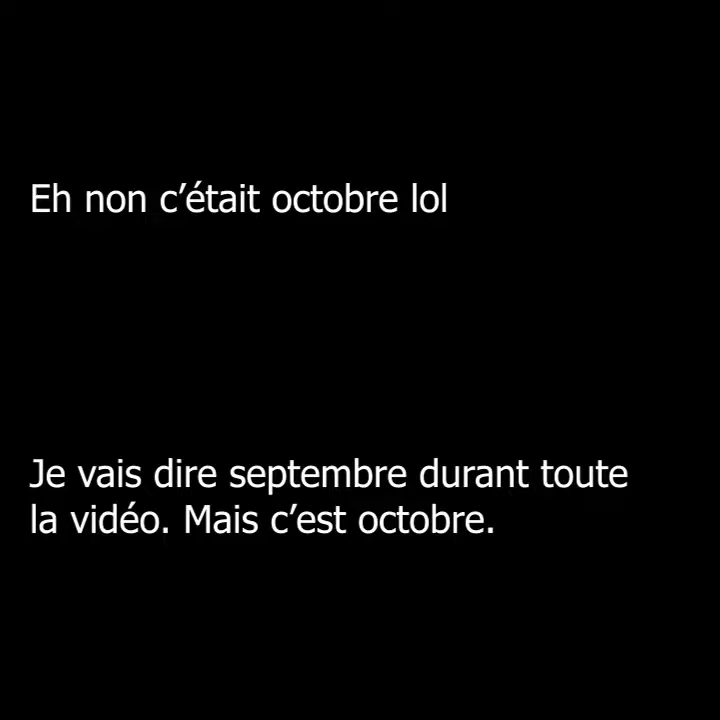 Eh non c’était octobre lol
Je vais dire septembre durant toute
la vidéo. Mais c’est octobre.